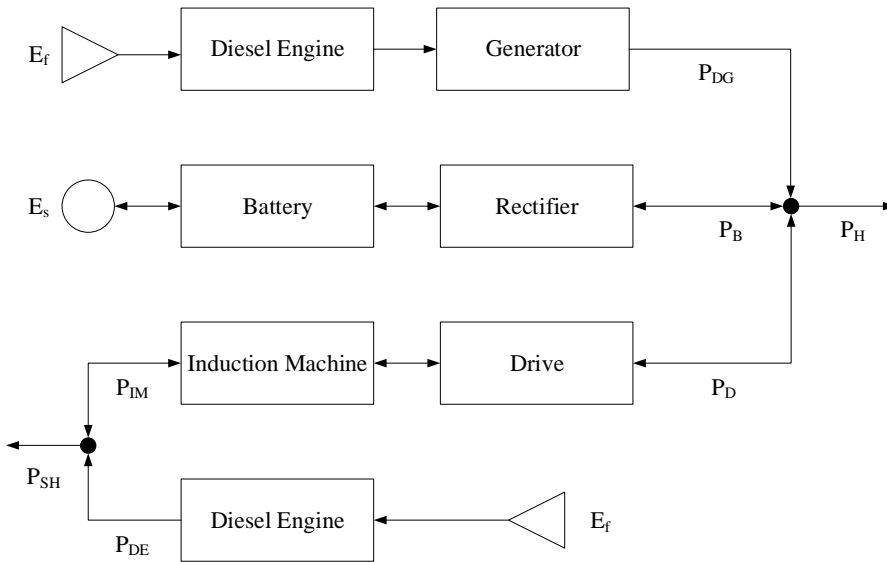 E_f
Diesel Engine
Generator
P_DG
E_s
Battery
Rectifier
P_B
P_H
Induction Machine
Drive
P_IM
P_D
P_SH
P_DE
Diesel Engine
E_f